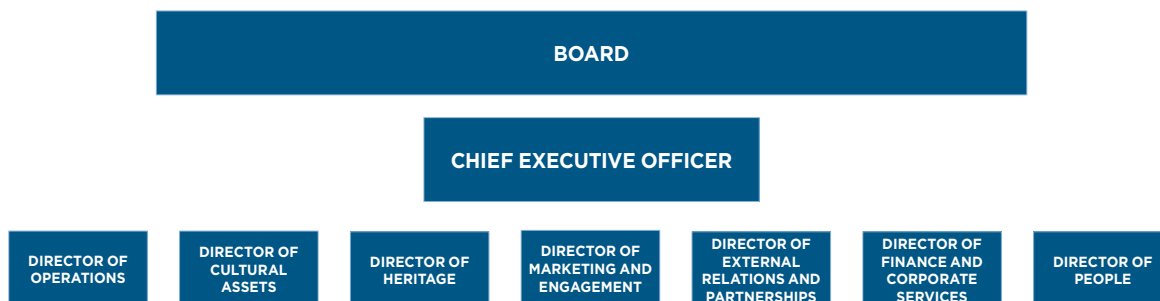 BOARD
CHIEF EXECUTIVE OFFICER
DIRECTOR OF
OPERATIONS
DIRECTOR OF
CULTURAL
ASSETS
DIRECTOR OF
HERITAGE
DIRECTOR OF
MARKETING AND
ENGAGEMENT
DIRECTOR OF
EXTERNAL
RELATIONS AND
PARTNERSHIPS
DIRECTOR OF
FINANCE AND
CORPORATE
SERVICES
DIRECTOR OF
PEOPLE